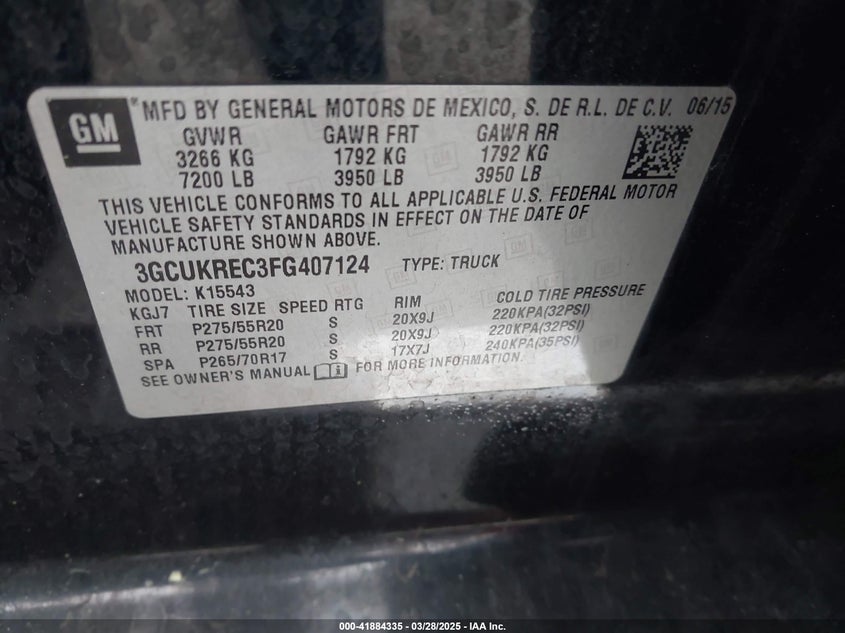 GM
® MFD BY GENERAL MOTORS DE MEXICO, S. DE R.L. DE C.V. 06/15
GVWR GAWR FRT GAWR RR
3266 KG 1792 KG 1792 KG
7200 LB 3950 LB 3950 LB
THIS VEHICLE CONFORMS TO ALL APPLICABLE U.S. FEDERAL MOTOR
VEHICLE SAFETY STANDARDS IN EFFECT ON THE DATE OF
MANUFACTURE SHOWN ABOVE.
3GCUKREC3FG407124 TYPE: TRUCK
MODEL: K15543
KGJ7 TIRE SIZE SPEED RTG RIM COLD TIRE PRESSURE
FRT P275/55R20 S 20X9J 220KPA(32PSI)
RR P275/55R20 S 20X9J 220KPA(32PSI)
SPA P265/70R17 S 17X7J 240KPA(35PSI)
SEE OWNER'S MANUAL FOR MORE INFORMATION.
000-41884335 — 03/28/2025 — IAA Inc.